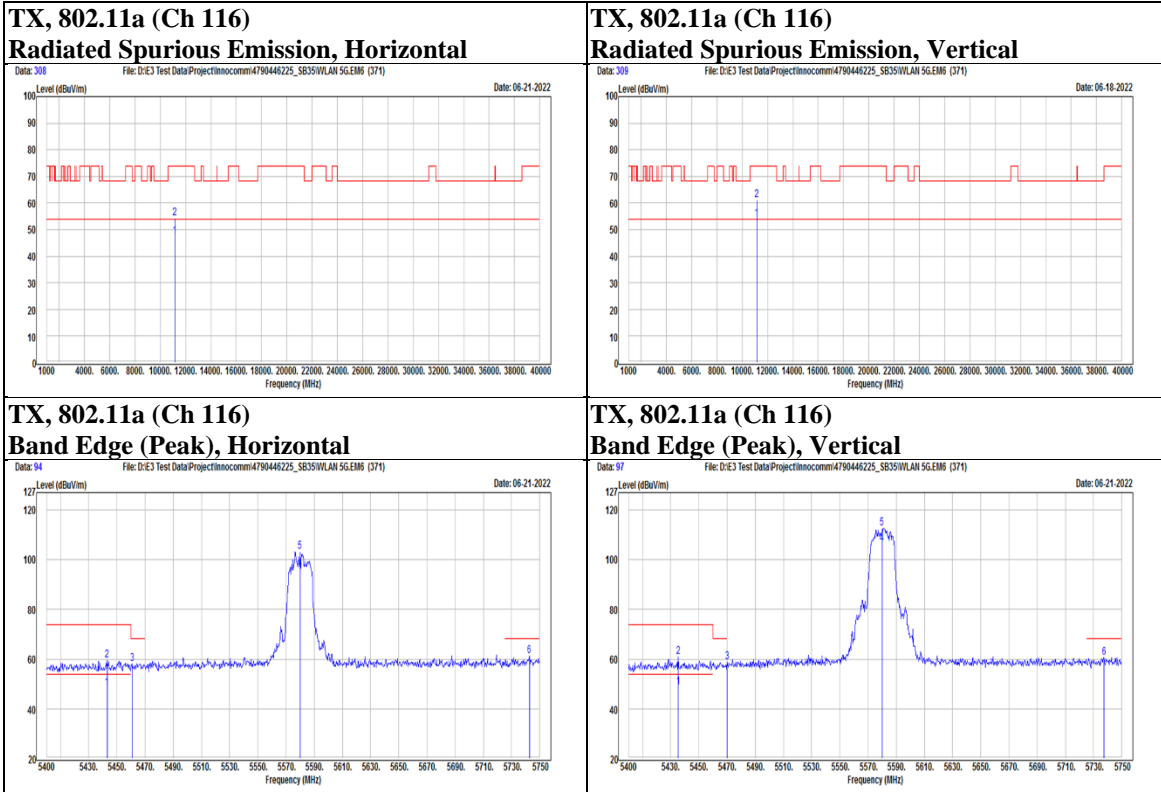 TX, 802.11a (Ch 116)
Radiated Spurious Emission, Horizontal
Data: 308 File: D:\E3 Test Data\Project\Innocomm\4790446225_SB35\WLAN 5G.EM6 (371)
Level (dBuV/m) Date: 06-21-2022
100
90
80
70
60
50
40
30
20
10
0
2
1
1000 4000. 6000. 8000. 10000. 12000. 14000. 16000. 18000. 20000. 22000. 24000. 26000. 28000. 30000. 32000. 34000. 36000. 38000. 40000
Frequency (MHz)
TX, 802.11a (Ch 116)
Radiated Spurious Emission, Vertical
Data: 309 File: D:\E3 Test Data\Project\Innocomm\4790446225_SB35\WLAN 5G.EM6 (371)
Level (dBuV/m) Date: 06-18-2022
100
90
80
70
60
50
40
30
20
10
0
2
1
1000 4000. 6000. 8000. 10000. 12000. 14000. 16000. 18000. 20000. 22000. 24000. 26000. 28000. 30000. 32000. 34000. 36000. 38000. 40000
Frequency (MHz)
TX, 802.11a (Ch 116)
Band Edge (Peak), Horizontal
Data: 94 File: D:\E3 Test Data\Project\Innocomm\4790446225_SB35\WLAN 5G.EM6 (371)
Level (dBuV/m) Date: 06-21-2022
127
120
100
80
60
40
20
5
2
3
6
1
5400 5430. 5450. 5470. 5490. 5510. 5530. 5550. 5570. 5590. 5610. 5630. 5650. 5670. 5690. 5710. 5730. 5750
Frequency (MHz)
TX, 802.11a (Ch 116)
Band Edge (Peak), Vertical
Data: 97 File: D:\E3 Test Data\Project\Innocomm\4790446225_SB35\WLAN 5G.EM6 (371)
Level (dBuV/m) Date: 06-21-2022
127
120
100
80
60
40
20
5
2
3
6
1
5400 5430. 5450. 5470. 5490. 5510. 5530. 5550. 5570. 5590. 5610. 5630. 5650. 5670. 5690. 5710. 5730. 5750
Frequency (MHz)